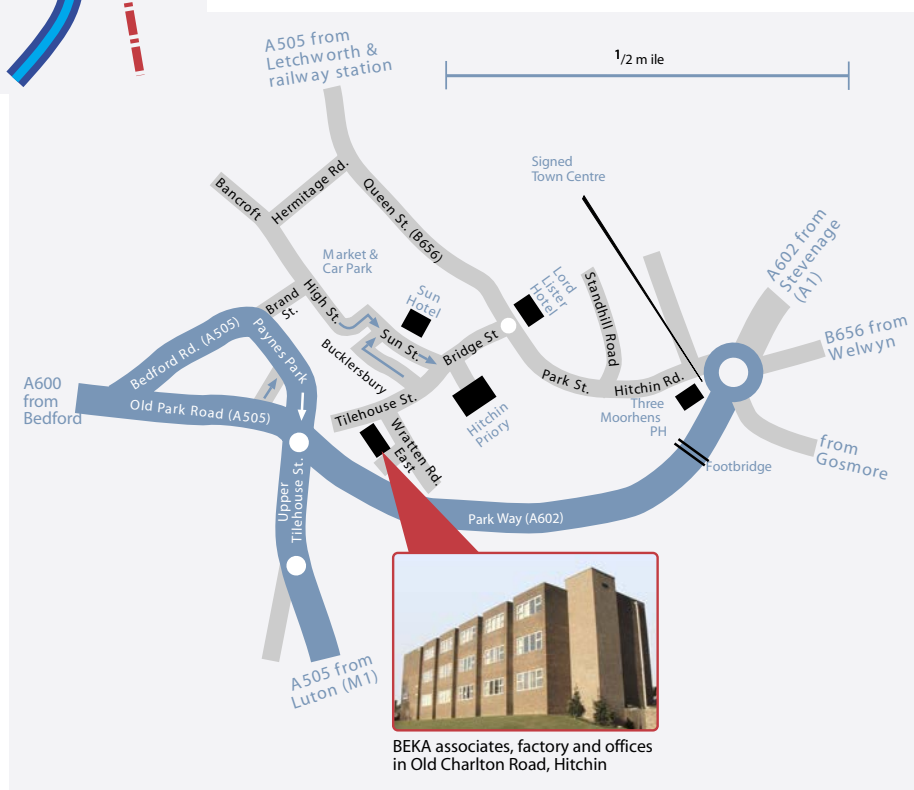 A505 from
Letchworth &
railway station
1/2 m ile
Signed
Town Centre
Bancroft
Hermitage Rd.
Queen St. (B656)
A602 from
Stevenage
(A1)
Market &
Car Park
Sun
Hotel
Lord
Lister
Hotel
Standhill Road
High St.
Brand
St.
B656 from
Welwyn
Bedford Rd. (A505)
Paynes Park
Sun St.
Bridge St
Bucklersbury
Park St.
Hitchin Rd.
A600
from
Bedford
Old Park Road (A505)
Tilehouse St.
Hitchin
Priory
Three
Moorhens
PH
Wratten Rd.
East
from
Gosmore
Footbridge
Upper
Tilehouse St.
Park Way (A602)
A505 from
Luton (M1)
BEKA associates, factory and offices
in Old Charlton Road, Hitchin